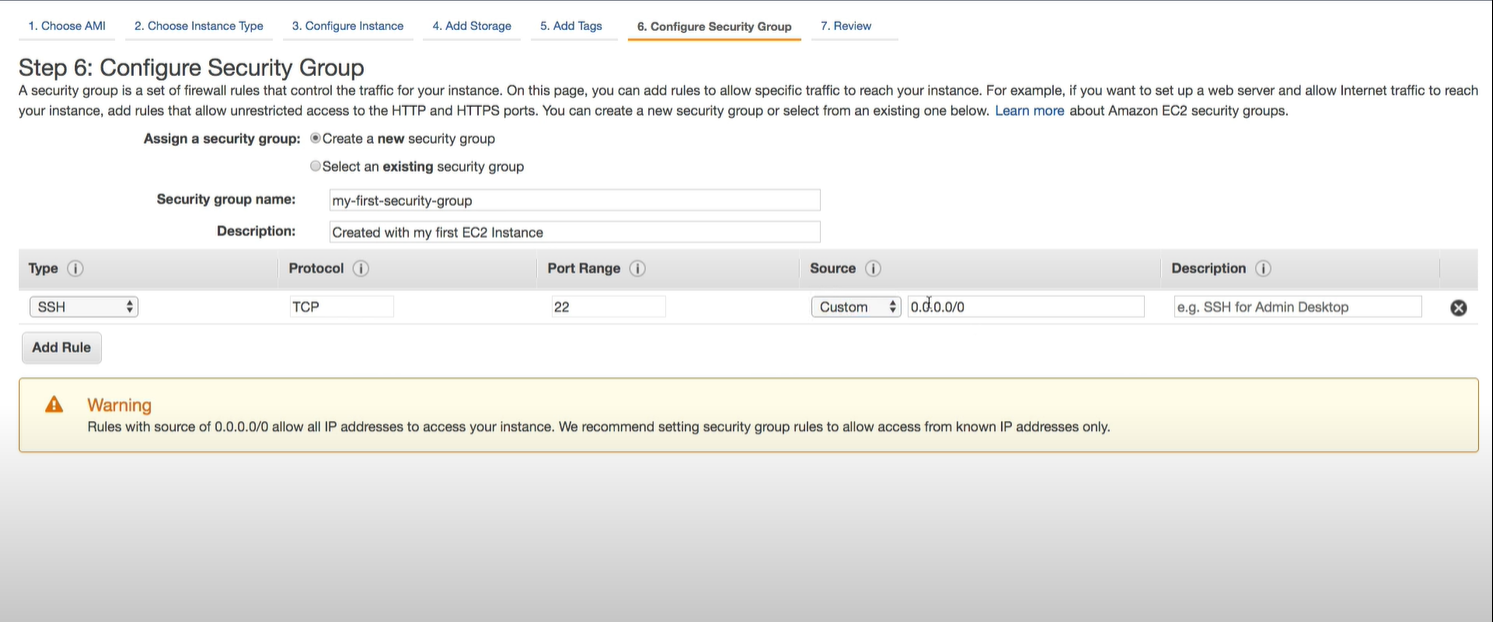 1. Choose AMI 2. Choose Instance Type 3. Configure Instance 4. Add Storage 5. Add Tags 6. Configure Security Group 7. Review
Step 6: Configure Security Group
A security group is a set of firewall rules that control the traffic for your instance. On this page, you can add rules to allow specific traffic to reach your instance. For example, if you want to set up a web server and allow Internet traffic to reach
your instance, add rules that allow unrestricted access to the HTTP and HTTPS ports. You can create a new security group or select from an existing one below. Learn more about Amazon EC2 security groups.
Assign a security group: Create a new security group
Select an existing security group
Security group name: my-first-security-group
Description: Created with my first EC2 Instance
Type i Protocol i Port Range i Source i Description i
SSH TCP 22 Custom 0.0.0.0/0 e.g. SSH for Admin Desktop
Add Rule
Warning
Rules with source of 0.0.0.0/0 allow all IP addresses to access your instance. We recommend setting security group rules to allow access from known IP addresses only.